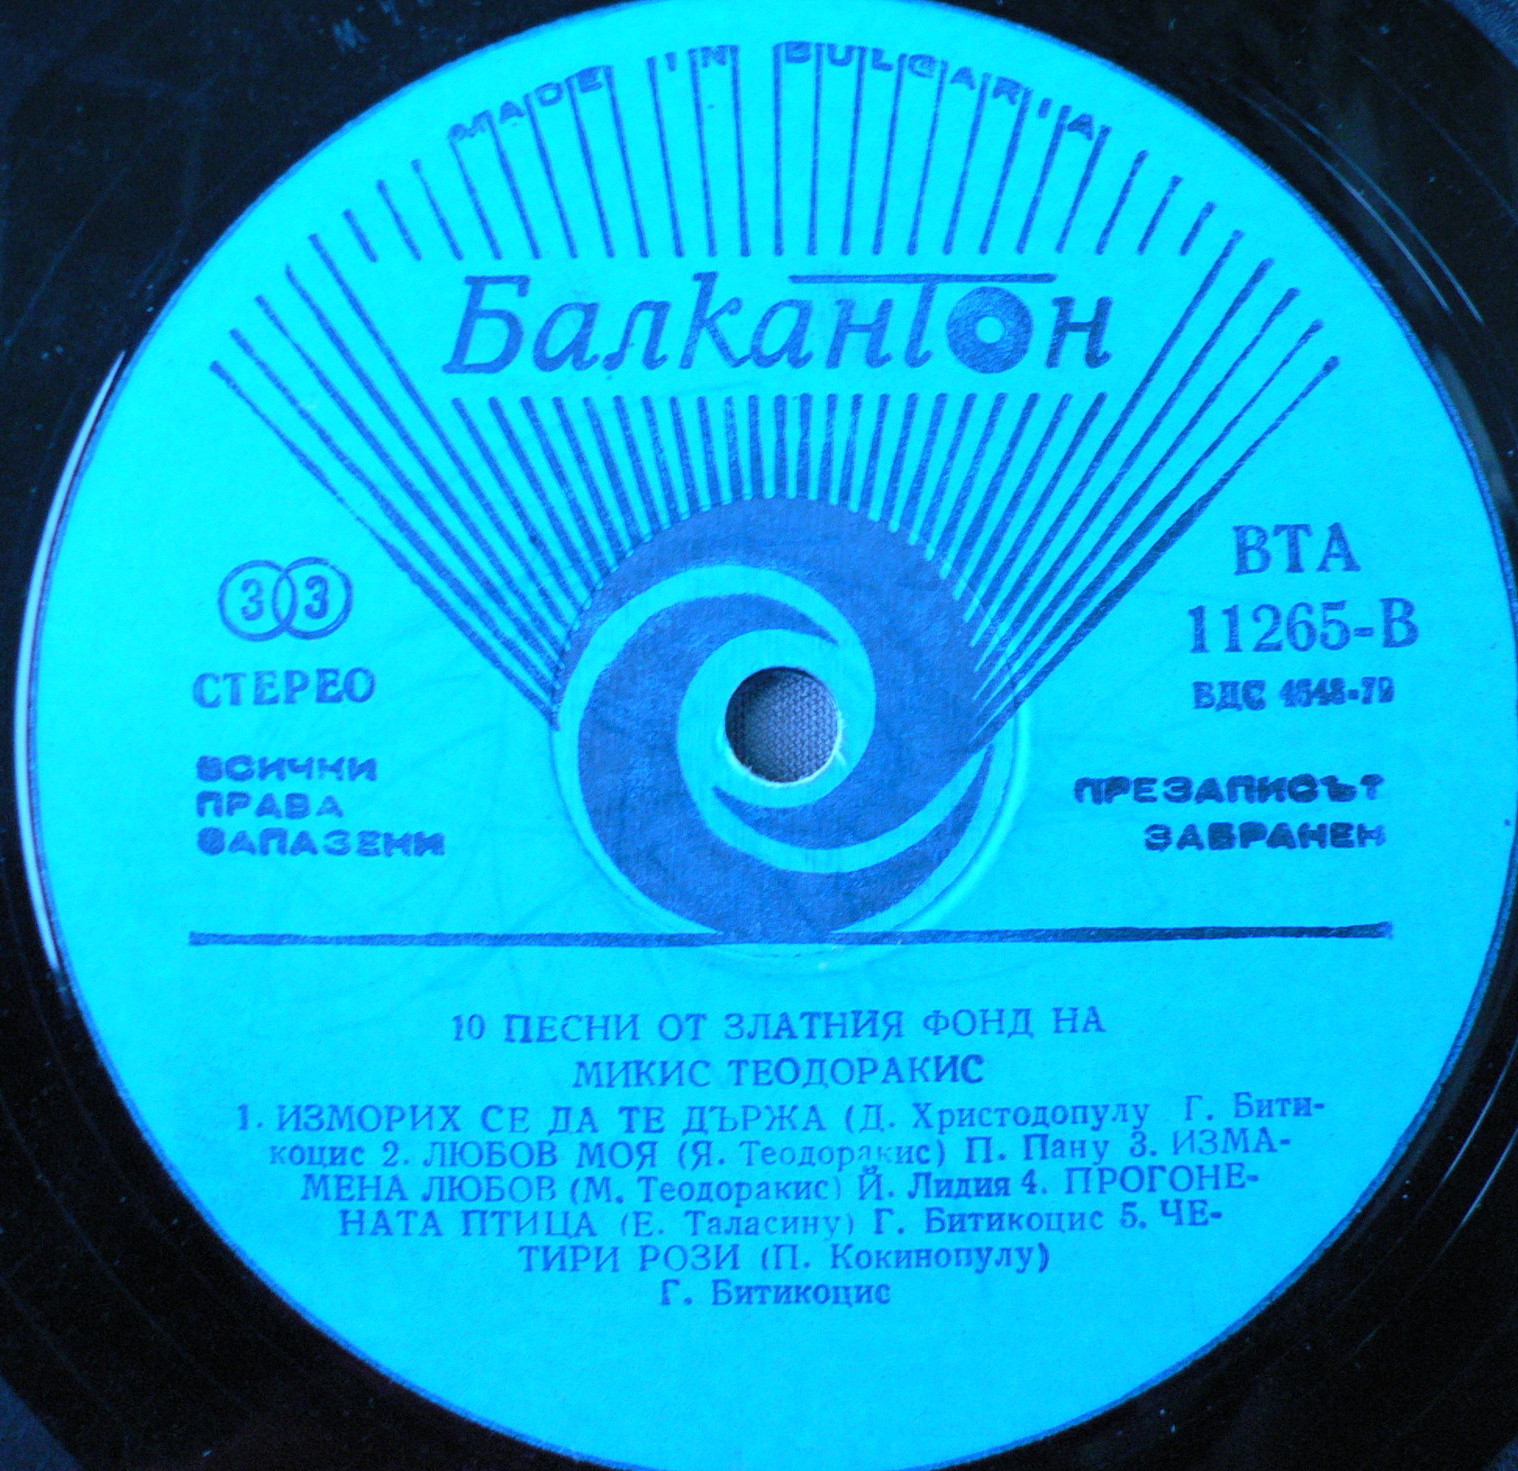 MADE IN BULGARIA
Балкантон
33
СТЕРЕО
ВСИЧКИ
ПРАВА
ЗАПАЗЕНИ
ВТА
11265-В
ВДС 4548-79
ПРЕЗАПИСЪТ
ЗАБРАНЕН
10 ПЕСНИ ОТ ЗЛАТНИЯ ФОНД НА
МИКИС ТЕОДОРАКИС
1. ИЗМОРИХ СЕ ДА ТЕ ДЪРЖА (Д. Христодопулу Г. Бити-
коцис 2. ЛЮБОВ МОЯ (Я. Теодоракис) П. Пану 3. ИЗМА-
МЕНА ЛЮБОВ (М. Теодоракис) Й. Лидия 4. ПРОГОНЕ-
НАТА ПТИЦА (Е. Таласину) Г. Битикоцис 5. ЧЕ-
ТИРИ РОЗИ (П. Кокинопулу)
Г. Битикоцис